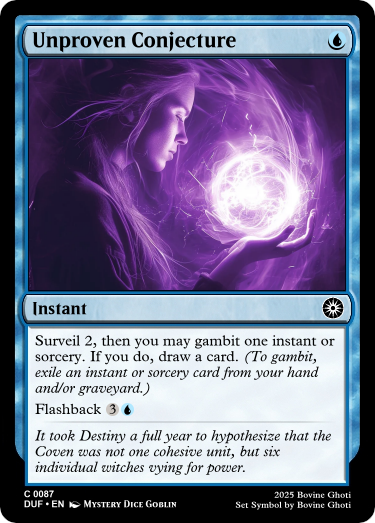 Unproven Conjecture
Instant
Surveil 2, then you may gambit one instant or
sorcery. If you do, draw a card. (To gambit,
exile an instant or sorcery card from your hand
and/or graveyard.)
Flashback 3
It took Destiny a full year to hypothesize that the
Coven was not one cohesive unit, but six
individual witches vying for power.
C 0087
2025 Bovine Ghoti
DUF • EN Mystery Dice Goblin
Set Symbol by Bovine Ghoti